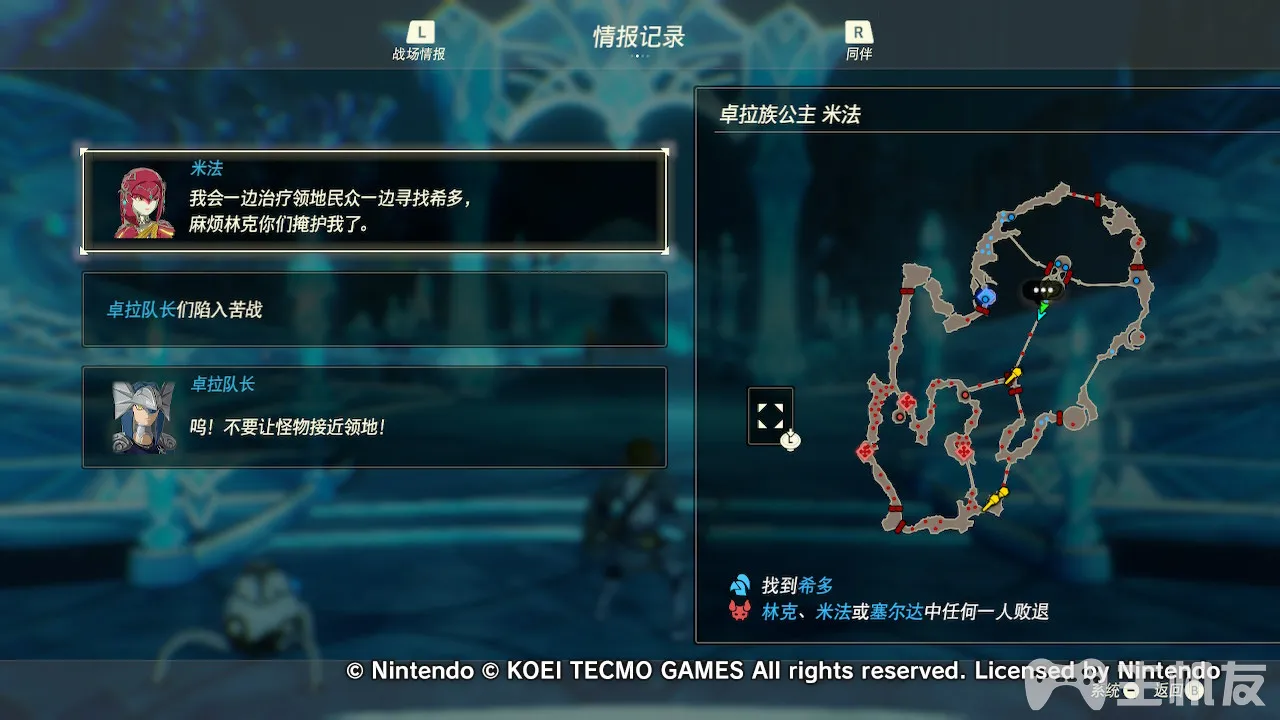 L
战场情报
情报记录
R
同伴
米法
我会一边治疗领地民众一边寻找希多，
麻烦林克你们掩护我了。
卓拉队长们陷入苦战
卓拉队长
呜！不要让怪物接近领地！
卓拉族公主 米法
L
找到希多
林克、米法或塞尔达中任何一人败退
© Nintendo © KOEI TECMO GAMES All rights reserved. Licensed by Nintendo
系统 返回 B
主机友